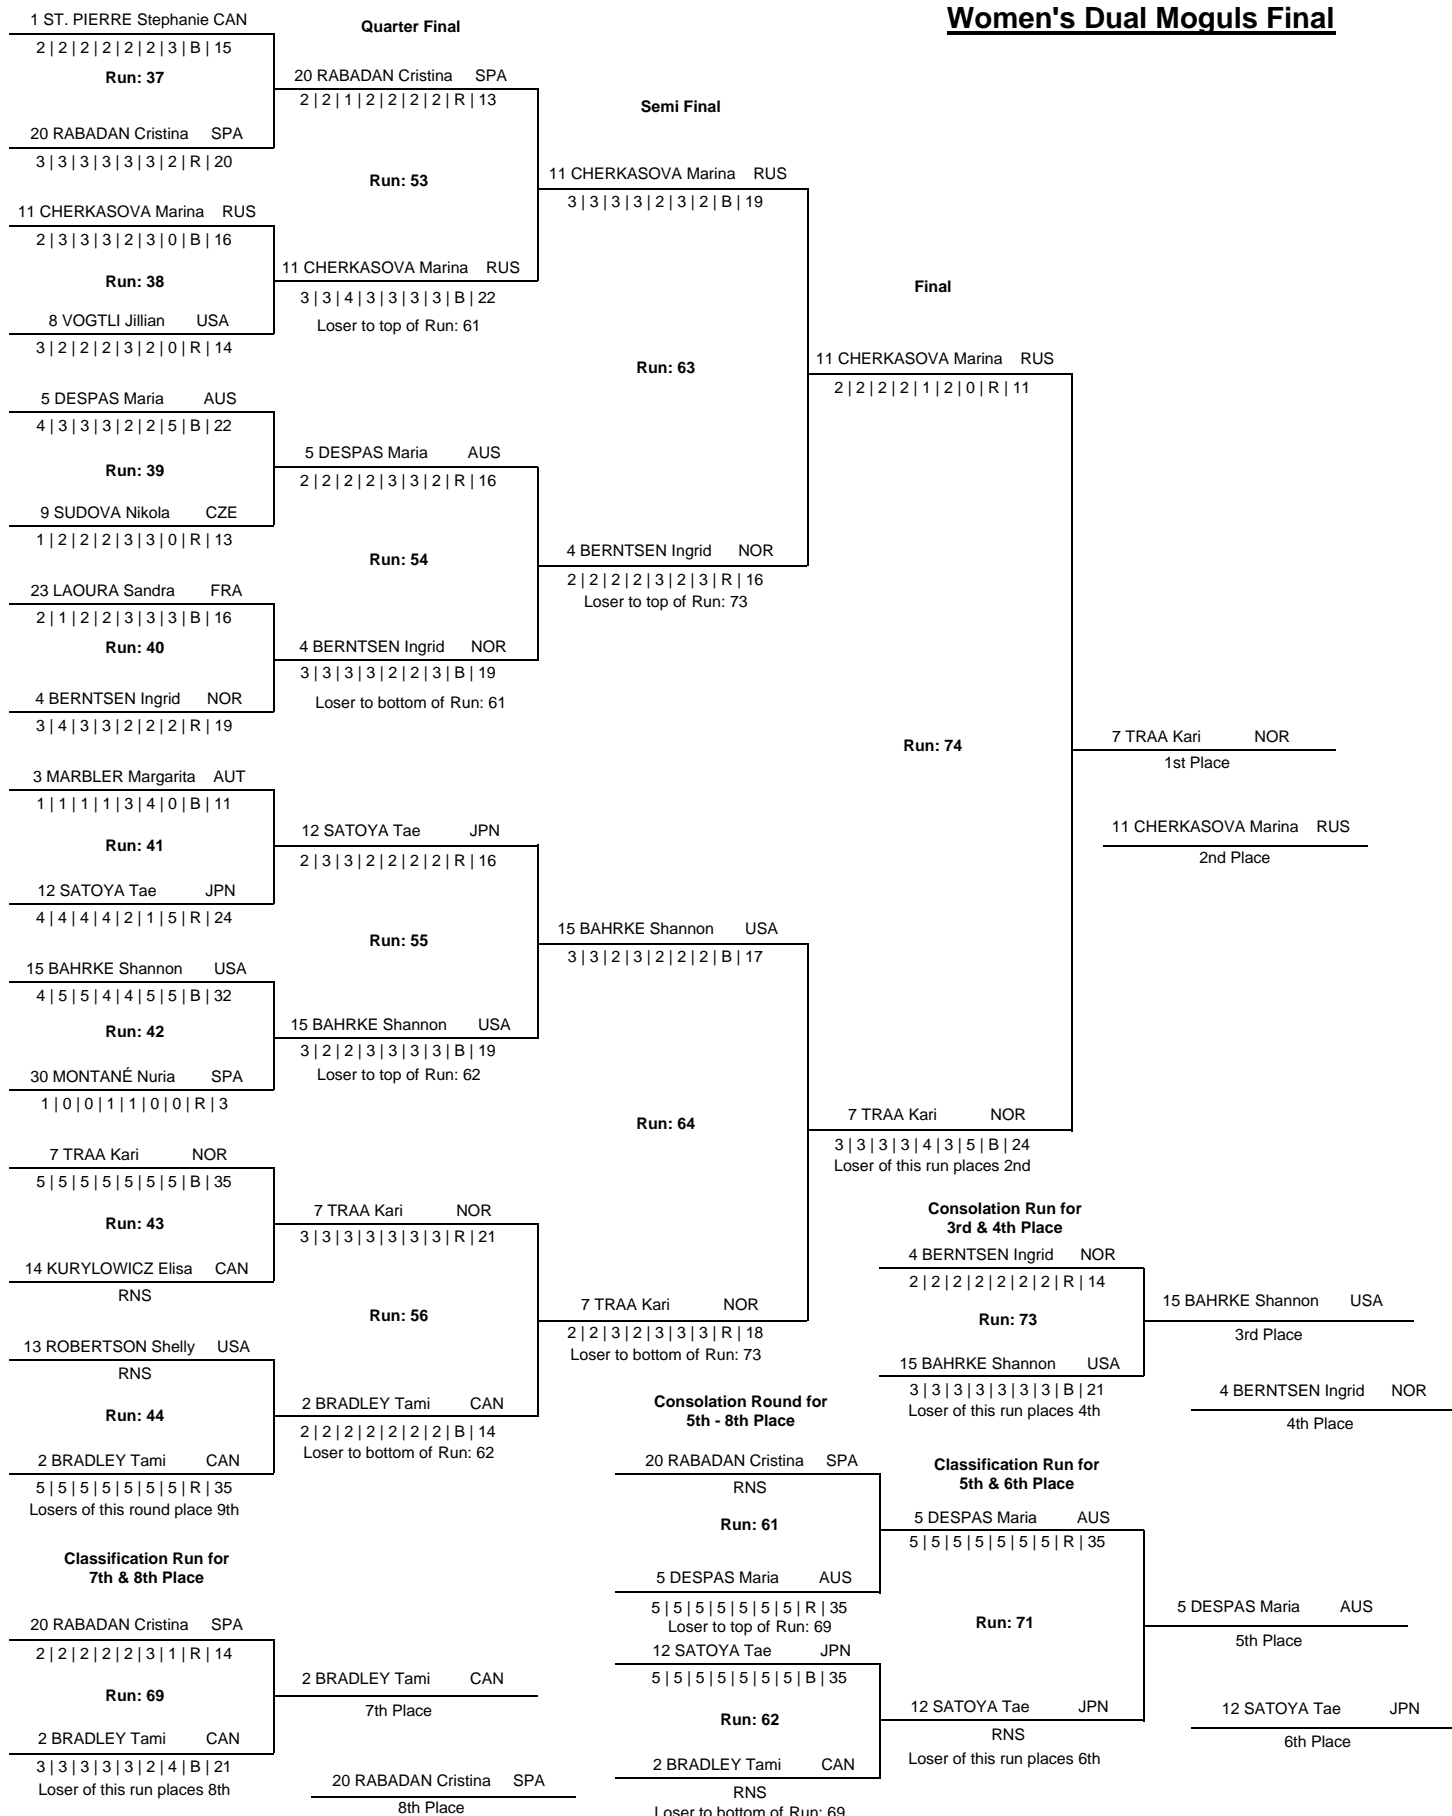 Women's Dual Moguls Final
1 ST. PIERRE Stephanie CAN
2 | 2 | 2 | 2 | 2 | 2 | 3 | B | 15
Run: 37
20 RABADAN Cristina SPA
3 | 3 | 3 | 3 | 3 | 3 | 2 | R | 20
11 CHERKASOVA Marina RUS
2 | 3 | 3 | 3 | 2 | 3 | 0 | B | 16
Run: 38
8 VOGTLI Jillian USA
3 | 2 | 2 | 2 | 3 | 2 | 0 | R | 14
5 DESPAS Maria AUS
4 | 3 | 3 | 3 | 2 | 2 | 5 | B | 22
Run: 39
9 SUDOVA Nikola CZE
1 | 2 | 2 | 2 | 3 | 3 | 0 | R | 13
23 LAOURA Sandra FRA
2 | 1 | 2 | 2 | 3 | 3 | 3 | B | 16
Run: 40
4 BERNTSEN Ingrid NOR
3 | 4 | 3 | 3 | 2 | 2 | 2 | R | 19
3 MARBLER Margarita AUT
1 | 1 | 1 | 1 | 3 | 4 | 0 | B | 11
Run: 41
12 SATOYA Tae JPN
4 | 4 | 4 | 4 | 2 | 1 | 5 | R | 24
15 BAHRKE Shannon USA
4 | 5 | 5 | 4 | 4 | 5 | 5 | B | 32
Run: 42
30 MONTANÉ Nuria SPA
1 | 0 | 0 | 1 | 1 | 0 | 0 | R | 3
7 TRAA Kari NOR
5 | 5 | 5 | 5 | 5 | 5 | 5 | B | 35
Run: 43
14 KURYLOWICZ Elisa CAN
RNS
13 ROBERTSON Shelly USA
RNS
Run: 44
2 BRADLEY Tami CAN
5 | 5 | 5 | 5 | 5 | 5 | 5 | R | 35
Losers of this round place 9th
Quarter Final
20 RABADAN Cristina SPA
2 | 2 | 1 | 2 | 2 | 2 | 2 | R | 13
Run: 53
11 CHERKASOVA Marina RUS
3 | 3 | 4 | 3 | 3 | 3 | 3 | B | 22
Loser to top of Run: 61
5 DESPAS Maria AUS
2 | 2 | 2 | 2 | 3 | 3 | 2 | R | 16
Run: 54
4 BERNTSEN Ingrid NOR
3 | 3 | 3 | 3 | 2 | 2 | 3 | B | 19
Loser to bottom of Run: 61
12 SATOYA Tae JPN
2 | 3 | 3 | 2 | 2 | 2 | 2 | R | 16
Run: 55
15 BAHRKE Shannon USA
3 | 2 | 2 | 3 | 3 | 3 | 3 | B | 19
Loser to top of Run: 62
7 TRAA Kari NOR
3 | 3 | 3 | 3 | 3 | 3 | 3 | R | 21
Run: 56
2 BRADLEY Tami CAN
2 | 2 | 2 | 2 | 2 | 2 | 2 | B | 14
Loser to bottom of Run: 62
Semi Final
11 CHERKASOVA Marina RUS
3 | 3 | 3 | 3 | 2 | 3 | 2 | B | 19
Run: 63
4 BERNTSEN Ingrid NOR
2 | 2 | 2 | 2 | 3 | 2 | 3 | R | 16
Loser to top of Run: 73
15 BAHRKE Shannon USA
3 | 3 | 2 | 3 | 2 | 2 | 2 | B | 17
Run: 64
7 TRAA Kari NOR
2 | 2 | 3 | 2 | 3 | 3 | 3 | R | 18
Loser to bottom of Run: 73
Final
11 CHERKASOVA Marina RUS
2 | 2 | 2 | 2 | 1 | 2 | 0 | R | 11
Run: 74
7 TRAA Kari NOR
3 | 3 | 3 | 3 | 4 | 3 | 5 | B | 24
Loser of this run places 2nd
7 TRAA Kari NOR
1st Place
11 CHERKASOVA Marina RUS
2nd Place
Consolation Run for
3rd & 4th Place
4 BERNTSEN Ingrid NOR
2 | 2 | 2 | 2 | 2 | 2 | 2 | R | 14
Run: 73
15 BAHRKE Shannon USA
3 | 3 | 3 | 3 | 3 | 3 | 3 | B | 21
Loser of this run places 4th
15 BAHRKE Shannon USA
3rd Place
4 BERNTSEN Ingrid NOR
4th Place
Consolation Round for
5th - 8th Place
20 RABADAN Cristina SPA
RNS
Run: 61
5 DESPAS Maria AUS
5 | 5 | 5 | 5 | 5 | 5 | 5 | R | 35
Loser to top of Run: 69
12 SATOYA Tae JPN
5 | 5 | 5 | 5 | 5 | 5 | 5 | B | 35
Run: 62
2 BRADLEY Tami CAN
RNS
Loser to bottom of Run: 69
Classification Run for
5th & 6th Place
5 DESPAS Maria AUS
5 | 5 | 5 | 5 | 5 | 5 | 5 | R | 35
Run: 71
12 SATOYA Tae JPN
RNS
Loser of this run places 6th
5 DESPAS Maria AUS
5th Place
12 SATOYA Tae JPN
6th Place
Classification Run for
7th & 8th Place
20 RABADAN Cristina SPA
2 | 2 | 2 | 2 | 2 | 3 | 1 | R | 14
Run: 69
2 BRADLEY Tami CAN
3 | 3 | 3 | 3 | 3 | 2 | 4 | B | 21
Loser of this run places 8th
2 BRADLEY Tami CAN
7th Place
20 RABADAN Cristina SPA
8th Place